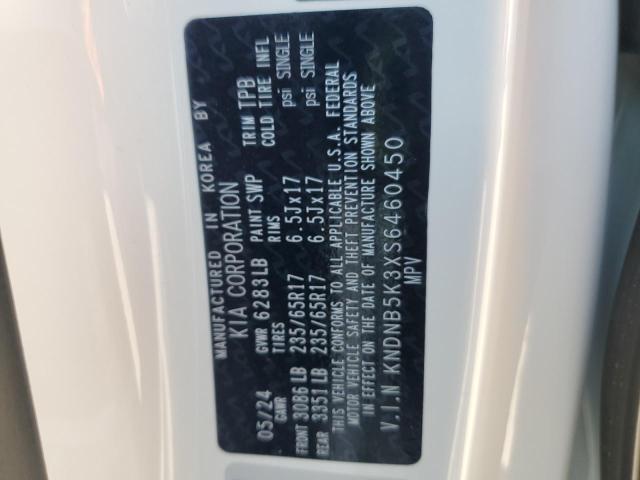 MANUFACTURED IN KOREA BY
KIA CORPORATION
05/24 GVWR 6283LB PAINT SWP TRIM TPB
GAWR TIRES RIMS COLD TIRE INFL
FRONT 3086LB 235/65R17 6.5Jx17 psi SINGLE
REAR 3351LB 235/65R17 6.5Jx17 psi SINGLE
THIS VEHICLE CONFORMS TO ALL APPLICABLE U.S.A. FEDERAL
MOTOR VEHICLE SAFETY AND THEFT PREVENTION STANDARDS
IN EFFECT ON THE DATE OF MANUFACTURE SHOWN ABOVE
V.I.N KNDNB5K3XS6460450
MPV